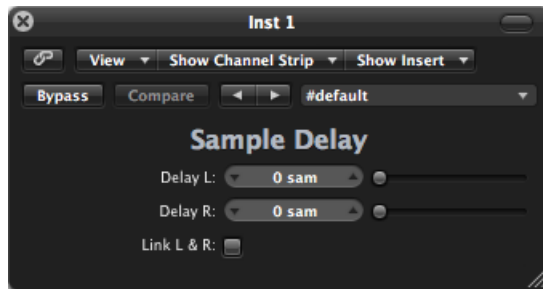 Inst 1
View Show Channel Strip Show Insert
Bypass Compare #default
Sample Delay
Delay L: 0 sam
Delay R: 0 sam
Link L & R: